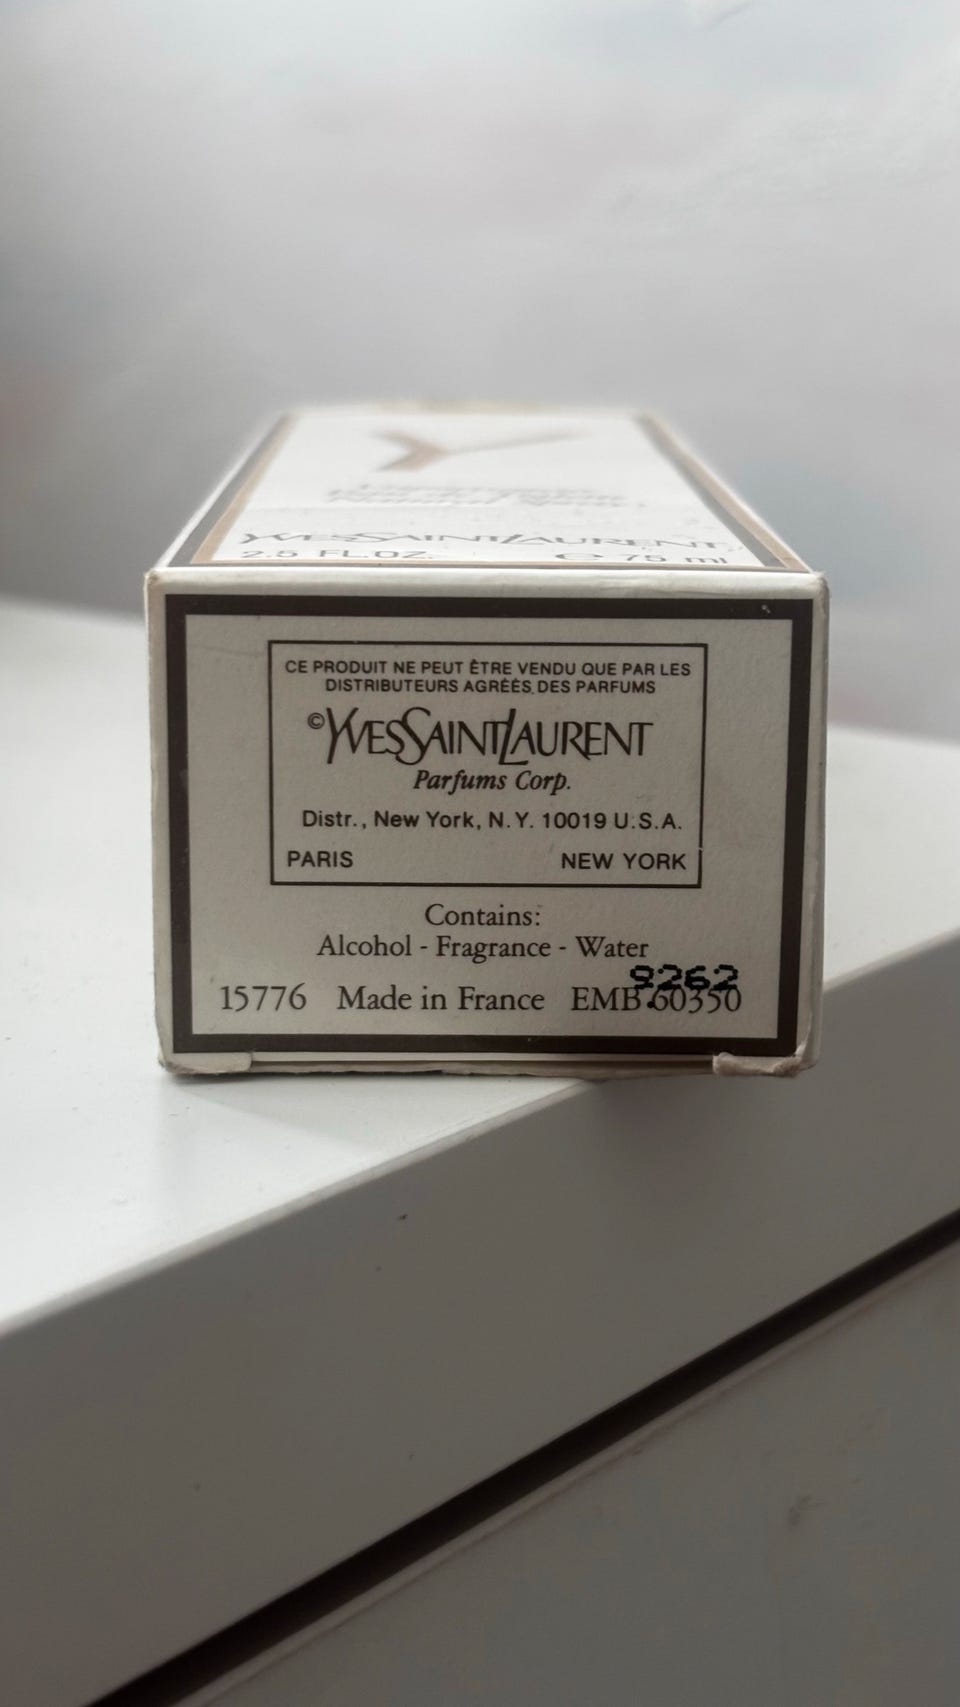 Y
YVESSAINTLAURENT
2.5 FL.OZ. e 75 ml
CE PRODUIT NE PEUT ÊTRE VENDU QUE PAR LES
DISTRIBUTEURS AGRÉÉS DES PARFUMS
©YVESSAINTLAURENT
Parfums Corp.
Distr., New York, N.Y. 10019 U.S.A.
PARIS NEW YORK
Contains:
Alcohol - Fragrance - Water
9262
15776 Made in France EMB 60350